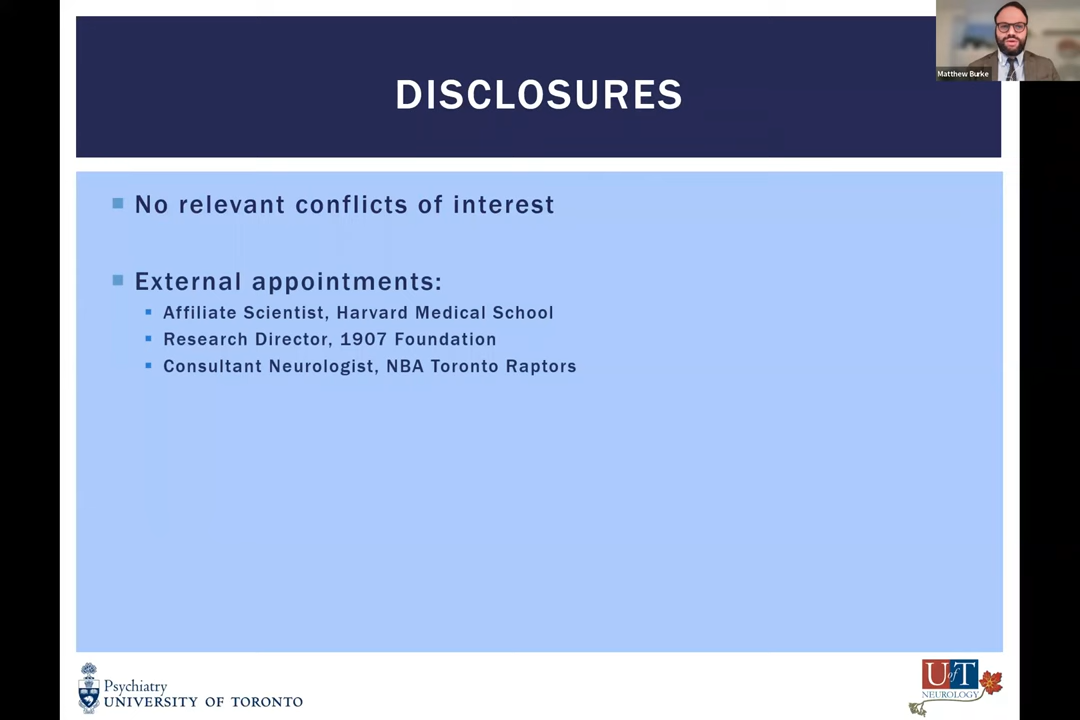 Matthew Burke
DISCLOSURES
No relevant conflicts of interest
External appointments:
Affiliate Scientist, Harvard Medical School
Research Director, 1907 Foundation
Consultant Neurologist, NBA Toronto Raptors
Psychiatry
UNIVERSITY OF TORONTO
U of T
NEUROLOGY